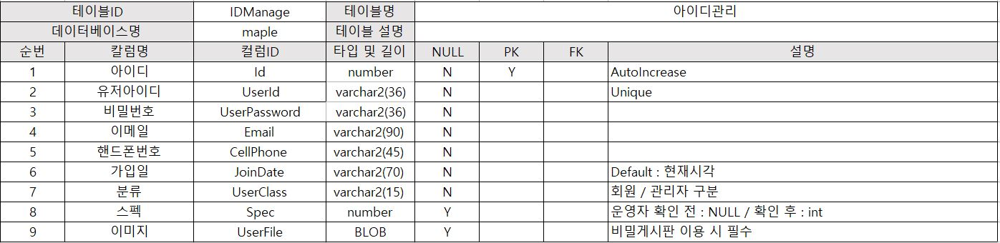 테이블ID IDManage 테이블명 아이디관리
데이터베이스명 maple 테이블 설명
순번 칼럼명 컬럼ID 타입 및 길이 NULL PK FK 설명
1 아이디 Id number N Y AutoIncrease
2 유저아이디 UserId varchar2(36) N Unique
3 비밀번호 UserPassword varchar2(36) N
4 이메일 Email varchar2(90) N
5 핸드폰번호 CellPhone varchar2(45) N
6 가입일 JoinDate varchar2(70) N Default : 현재시각
7 분류 UserClass varchar2(15) N 회원 / 관리자 구분
8 스펙 Spec number Y 운영자 확인 전 : NULL / 확인 후 : int
9 이미지 UserFile BLOB Y 비밀게시판 이용 시 필수